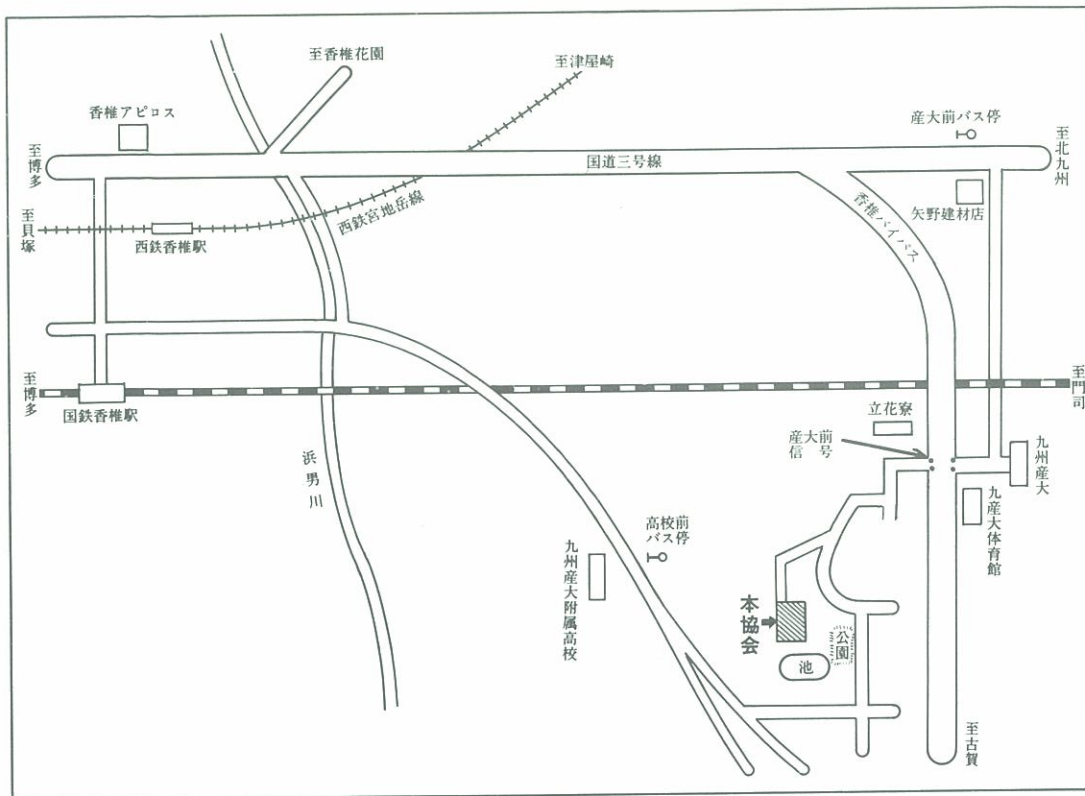 至香椎花園
至津屋崎
香椎アピロス
産大前バス停
至博多
国道三号線
至北九州
至貝塚
西鉄香椎駅
西鉄宮地岳線
香椎バイパス
矢野建材店
至博多
国鉄香椎駅
至門司
立花寮
産大前
信号
九州産大
浜男川
高校前
バス停
九産大体育館
九州産大附属高校
本協会
公園
池
至古賀